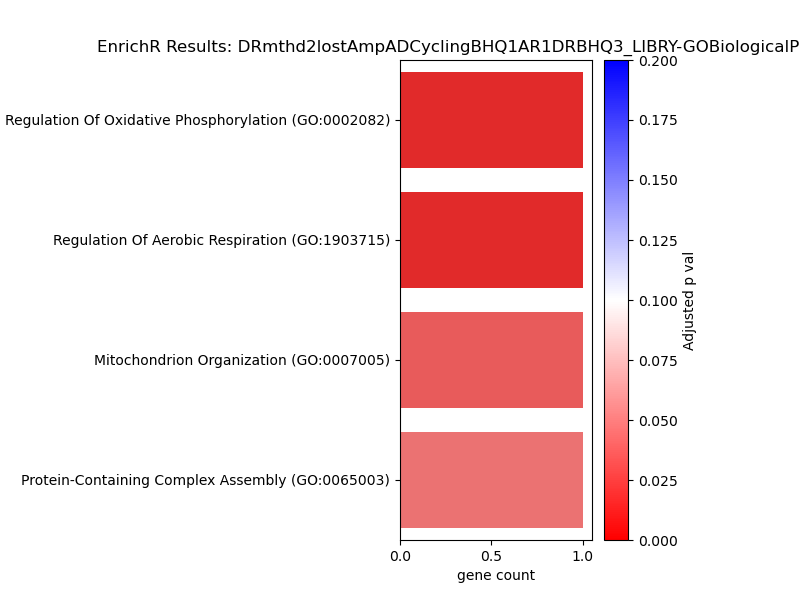 EnrichR Results: DRmthd2lostAmpADCyclingBHQ1AR1DRBHQ3_LIBRY-GOBiologicalP
Regulation Of Oxidative Phosphorylation (GO:0002082)
Regulation Of Aerobic Respiration (GO:1903715)
Mitochondrion Organization (GO:0007005)
Protein-Containing Complex Assembly (GO:0065003)
0.0 0.5 1.0
gene count
0.200
0.175
0.150
0.125
0.100
0.075
0.050
0.025
0.000
Adjusted p val